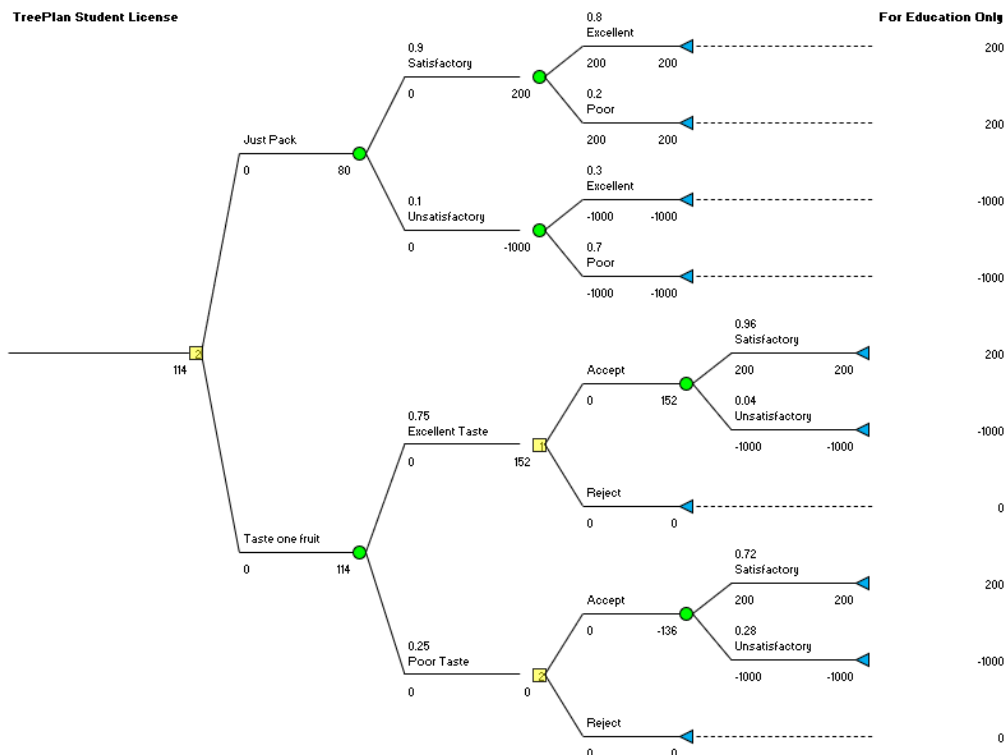 TreePlan Student License For Education Only
0.8
Excellent
200 200 200
0.9
Satisfactory
0 200
0.2
Poor
200 200 200
Just Pack
0 80
0.3
Excellent
-1000 -1000 -1000
0.1
Unsatisfactory
0 -1000
0.7
Poor
-1000 -1000 -1000
2
114
0.96
Satisfactory
200 200 200
Accept
0 152
0.04
Unsatisfactory
-1000 -1000 -1000
0.75
Excellent Taste
0 152
1
Reject
0 0 0
Taste one fruit
0 114
0.72
Satisfactory
200 200 200
Accept
0 -136
0.28
Unsatisfactory
-1000 -1000 -1000
0.25
Poor Taste
0 0
2
Reject
0 0 0